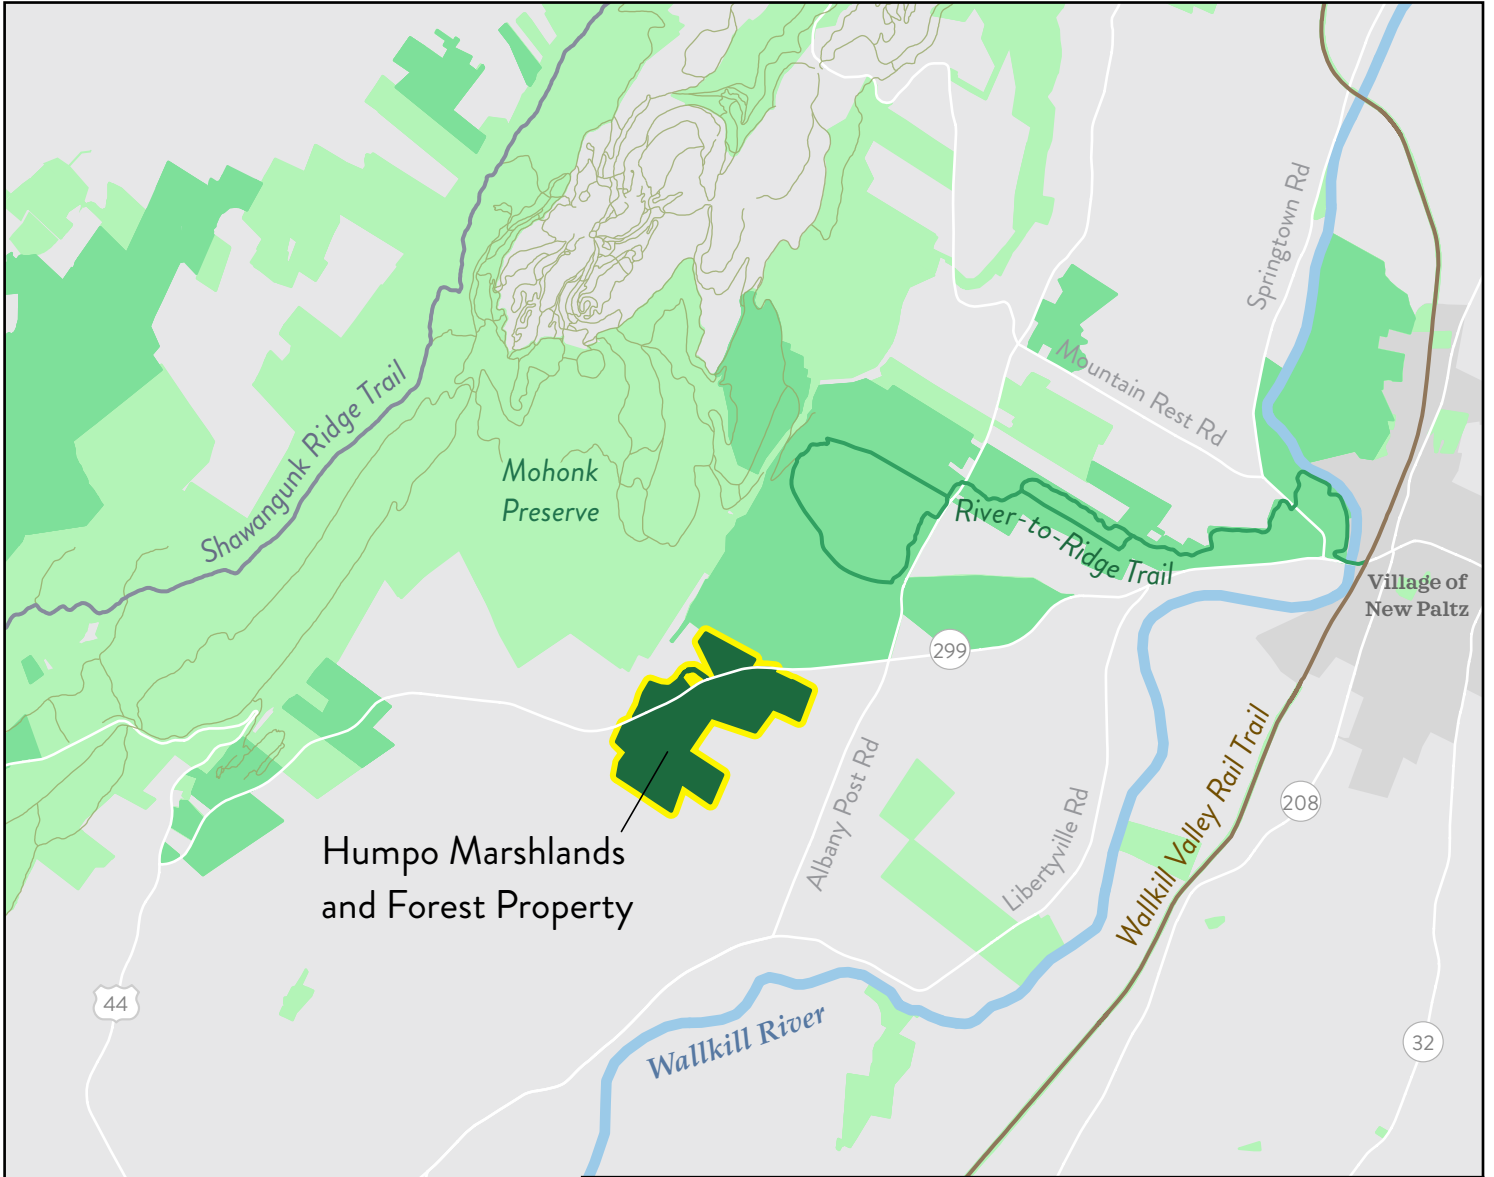 Springtown Rd
Mountain Rest Rd
Shawangunk Ridge Trail
Mohonk
Preserve
River-to-Ridge Trail
Village of
New Paltz
299
Humpo Marshlands
and Forest Property
Albany Post Rd
Libertyville Rd
Wallkill Valley Rail Trail
208
44
Wallkill River
32